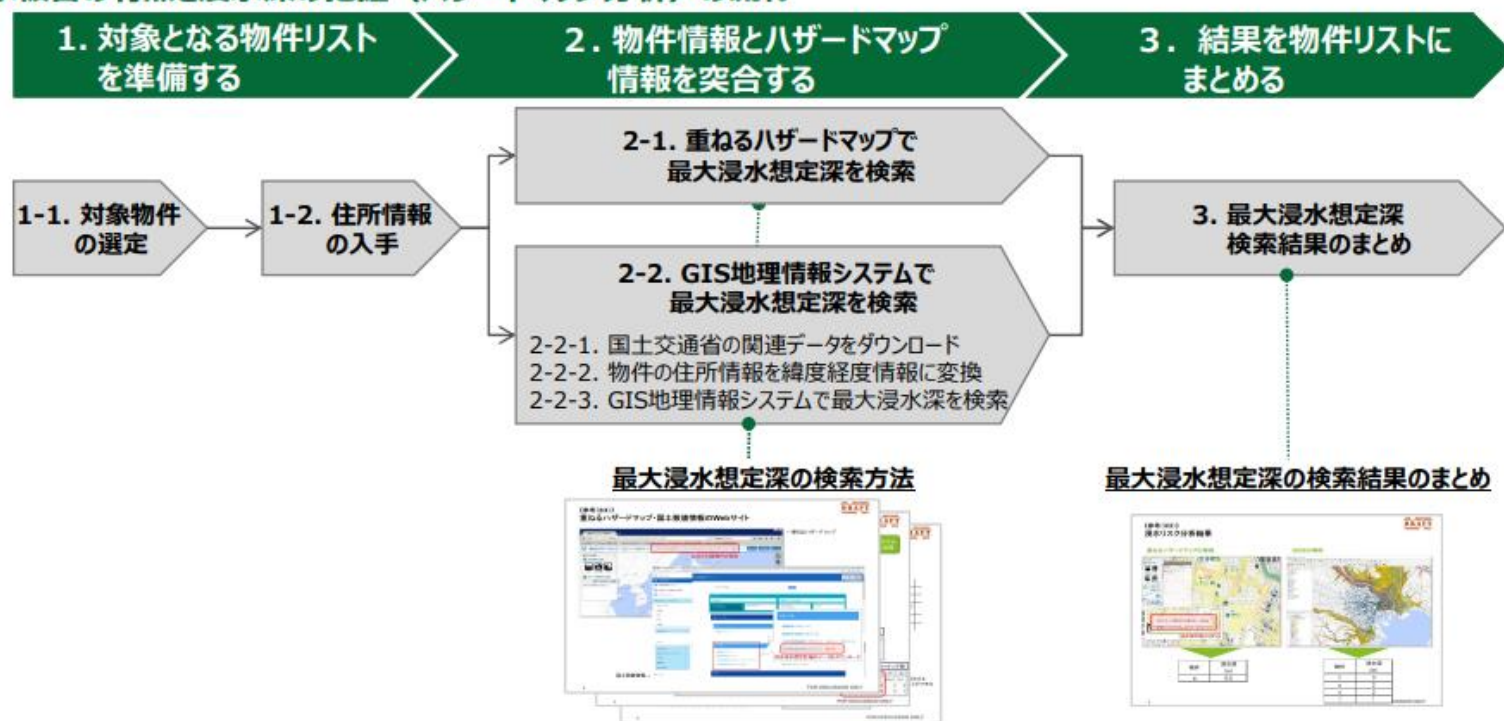 1. 対象となる物件リスト
を準備する
2. 物件情報とハザードマップ
情報を突合する
3. 結果を物件リストに
まとめる
1-1. 対象物件
の選定
1-2. 住所情報
の入手
2-1. 重ねるハザードマップで
最大浸水想定深を検索
2-2. GIS地理情報システムで
最大浸水想定深を検索
2-2-1. 国土交通省の関連データをダウンロード
2-2-2. 物件の住所情報を緯度経度情報に変換
2-2-3. GIS地理情報システムで最大浸水深を検索
3. 最大浸水想定深
検索結果のまとめ
最大浸水想定深の検索方法
重ねるハザードマップ・国土数値情報のWebサイト
DRAFT
最大浸水想定深の検索結果のまとめ
浸水リスク分析結果
DRAFT